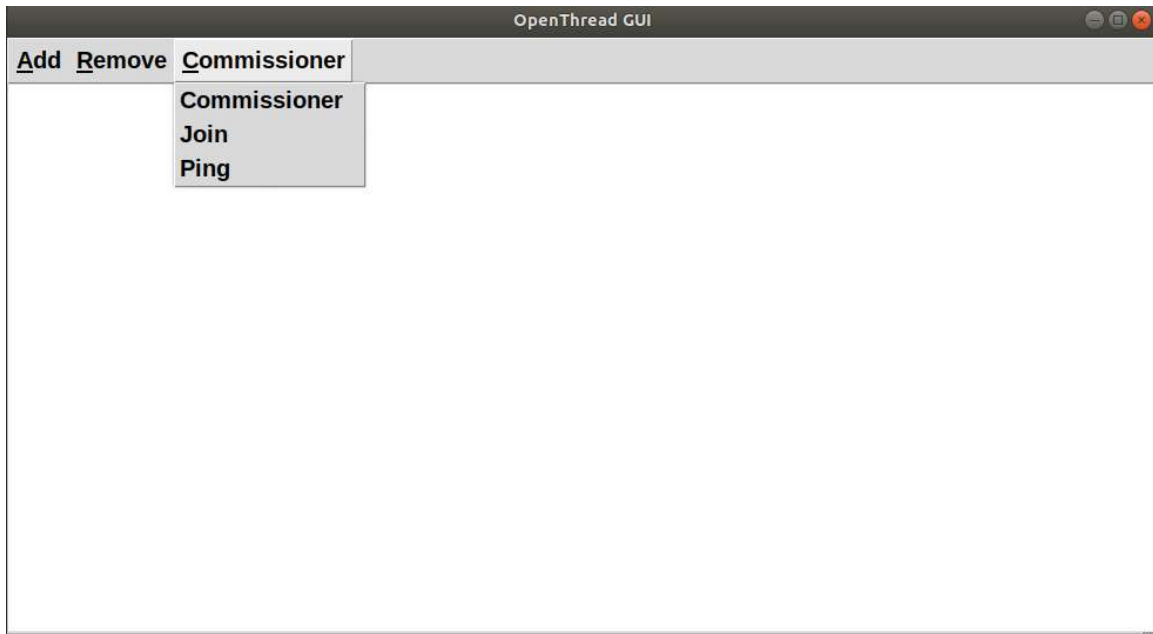 OpenThread GUI
Add Remove Commissioner
Commissioner
Join
Ping